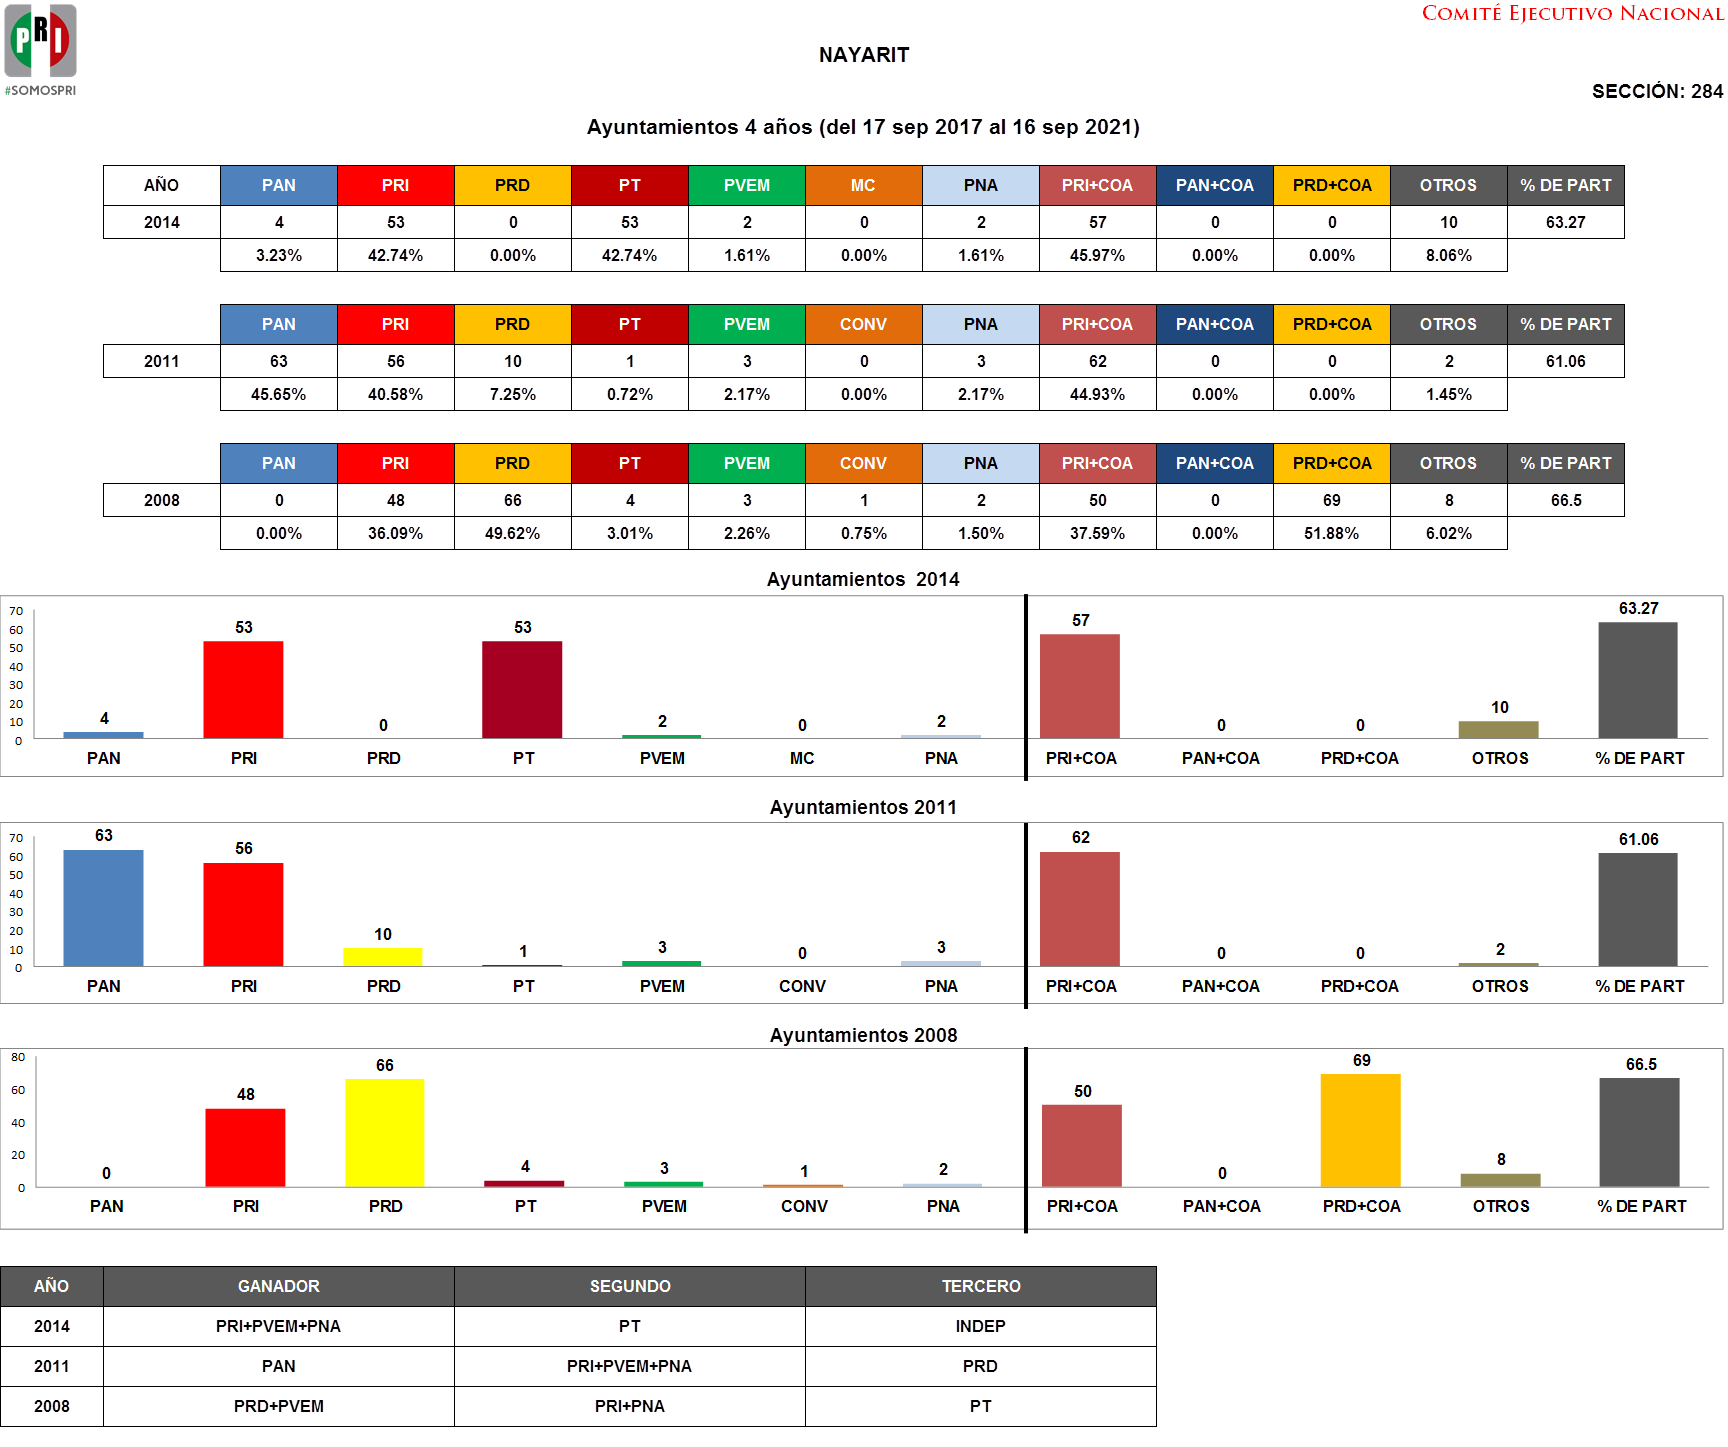 PRI
#SOMOSPRI
COMITÉ EJECUTIVO NACIONAL
NAYARIT
SECCIÓN: 284
Ayuntamientos 4 años (del 17 sep 2017 al 16 sep 2021)
AÑO PAN PRI PRD PT PVEM MC PNA PRI+COA PAN+COA PRD+COA OTROS % DE PART
2014 4 53 0 53 2 0 2 57 0 0 10 63.27
3.23% 42.74% 0.00% 42.74% 1.61% 0.00% 1.61% 45.97% 0.00% 0.00% 8.06%
PAN PRI PRD PT PVEM CONV PNA PRI+COA PAN+COA PRD+COA OTROS % DE PART
2011 63 56 10 1 3 0 3 62 0 0 2 61.06
45.65% 40.58% 7.25% 0.72% 2.17% 0.00% 2.17% 44.93% 0.00% 0.00% 1.45%
PAN PRI PRD PT PVEM CONV PNA PRI+COA PAN+COA PRD+COA OTROS % DE PART
2008 0 48 66 4 3 1 2 50 0 69 8 66.5
0.00% 36.09% 49.62% 3.01% 2.26% 0.75% 1.50% 37.59% 0.00% 51.88% 6.02%
Ayuntamientos 2014
70
60
50
40
30
20
10
0
4 53 0 53 2 0 2 57 0 0 10 63.27
PAN PRI PRD PT PVEM MC PNA PRI+COA PAN+COA PRD+COA OTROS % DE PART
Ayuntamientos 2011
70
60
50
40
30
20
10
0
63 56 10 1 3 0 3 62 0 0 2 61.06
PAN PRI PRD PT PVEM CONV PNA PRI+COA PAN+COA PRD+COA OTROS % DE PART
Ayuntamientos 2008
80
60
40
20
0
0 48 66 4 3 1 2 50 0 69 8 66.5
PAN PRI PRD PT PVEM CONV PNA PRI+COA PAN+COA PRD+COA OTROS % DE PART
AÑO GANADOR SEGUNDO TERCERO
2014 PRI+PVEM+PNA PT INDEP
2011 PAN PRI+PVEM+PNA PRD
2008 PRD+PVEM PRI+PNA PT